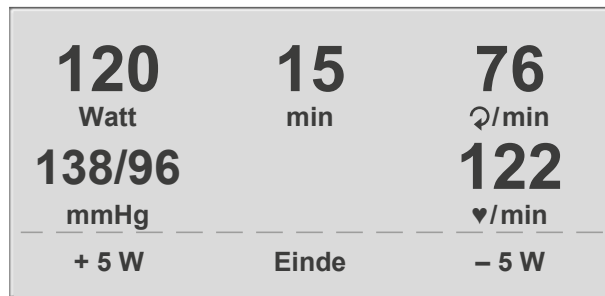 120 15 76
Watt min /min
138/96 122
mmHg ♥/min
+ 5 W Einde – 5 W